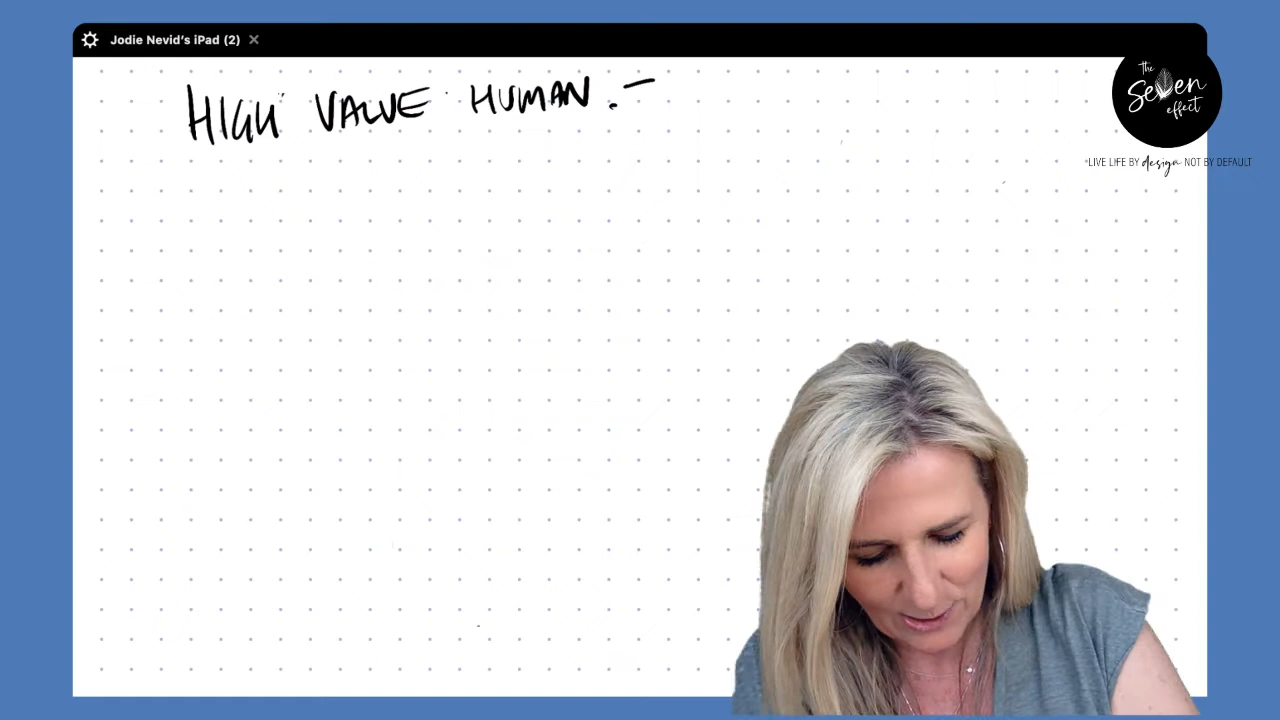 Jodie Nevid's iPad (2)
HIGH VALUE HUMAN.-
the
Seven
effect
"LIVE LIFE BY design NOT BY DEFAULT